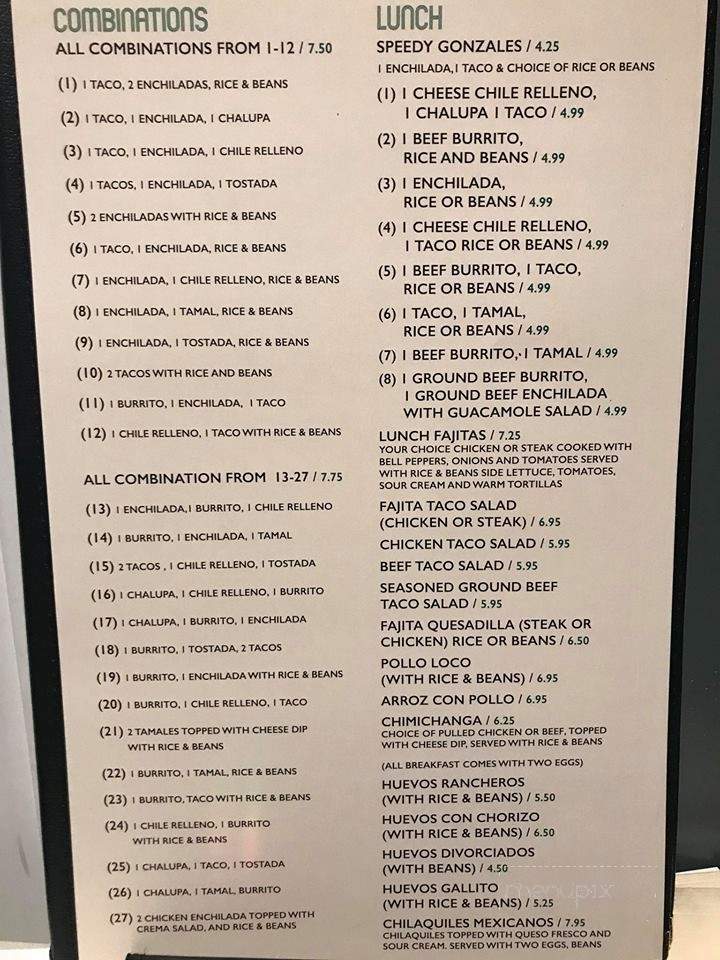 COMBINATIONS
ALL COMBINATIONS FROM 1-12 / 7.50
(1) 1 TACO, 2 ENCHILADAS, RICE & BEANS
(2) 1 TACO, 1 ENCHILADA, 1 CHALUPA
(3) 1 TACO, 1 ENCHILADA, 1 CHILE RELLENO
(4) 1 TACOS, 1 ENCHILADA, 1 TOSTADA
(5) 2 ENCHILADAS WITH RICE & BEANS
(6) 1 TACO, 1 ENCHILADA, RICE & BEANS
(7) 1 ENCHILADA, 1 CHILE RELLENO, RICE & BEANS
(8) 1 ENCHILADA, 1 TAMAL, RICE & BEANS
(9) 1 ENCHILADA, 1 TOSTADA, RICE & BEANS
(10) 2 TACOS WITH RICE AND BEANS
(11) 1 BURRITO, 1 ENCHILADA, 1 TACO
(12) 1 CHILE RELLENO, 1 TACO WITH RICE & BEANS
ALL COMBINATION FROM 13-27 / 7.75
(13) 1 ENCHILADA,1 BURRITO, 1 CHILE RELLENO
(14) 1 BURRITO, 1 ENCHILADA, 1 TAMAL
(15) 2 TACOS , 1 CHILE RELLENO, 1 TOSTADA
(16) 1 CHALUPA, 1 CHILE RELLENO, 1 BURRITO
(17) 1 CHALUPA, 1 BURRITO, 1 ENCHILADA
(18) 1 BURRITO, 1 TOSTADA, 2 TACOS
(19) 1 BURRITO, 1 ENCHILADA WITH RICE & BEANS
(20) 1 BURRITO, 1 CHILE RELLENO, 1 TACO
(21) 2 TAMALES TOPPED WITH CHEESE DIP
WITH RICE & BEANS
(22) 1 BURRITO, 1 TAMAL, RICE & BEANS
(23) 1 BURRITO, TACO WITH RICE & BEANS
(24) 1 CHILE RELLENO, 1 BURRITO
WITH RICE & BEANS
(25) 1 CHALUPA, 1 TACO, 1 TOSTADA
(26) 1 CHALUPA, 1 TAMAL, BURRITO
(27) 2 CHICKEN ENCHILADA TOPPED WITH
CREMA SALAD, AND RICE & BEANS
LUNCH
SPEEDY GONZALES / 4.25
1 ENCHILADA,1 TACO & CHOICE OF RICE OR BEANS
(1) 1 CHEESE CHILE RELLENO,
1 CHALUPA 1 TACO / 4.99
(2) 1 BEEF BURRITO,
RICE AND BEANS / 4.99
(3) 1 ENCHILADA,
RICE OR BEANS / 4.99
(4) 1 CHEESE CHILE RELLENO,
1 TACO RICE OR BEANS / 4.99
(5) 1 BEEF BURRITO, 1 TACO,
RICE OR BEANS / 4.99
(6) 1 TACO, 1 TAMAL,
RICE OR BEANS / 4.99
(7) 1 BEEF BURRITO, 1 TAMAL / 4.99
(8) 1 GROUND BEEF BURRITO,
1 GROUND BEEF ENCHILADA
WITH GUACAMOLE SALAD / 4.99
LUNCH FAJITAS / 7.25
YOUR CHOICE CHICKEN OR STEAK COOKED WITH
BELL PEPPERS, ONIONS AND TOMATOES SERVED
WITH RICE & BEANS SIDE LETTUCE, TOMATOES,
SOUR CREAM AND WARM TORTILLAS
FAJITA TACO SALAD
(CHICKEN OR STEAK) / 6.95
CHICKEN TACO SALAD / 5.95
BEEF TACO SALAD / 5.95
SEASONED GROUND BEEF
TACO SALAD / 5.95
FAJITA QUESADILLA (STEAK OR
CHICKEN) RICE OR BEANS / 6.50
POLLO LOCO
(WITH RICE & BEANS) / 6.95
ARROZ CON POLLO / 6.95
CHIMICHANGA / 6.25
CHOICE OF PULLED CHICKEN OR BEEF, TOPPED
WITH CHEESE DIP, SERVED WITH RICE & BEANS
(ALL BREAKFAST COMES WITH TWO EGGS)
HUEVOS RANCHEROS
(WITH RICE & BEANS) / 5.50
HUEVOS CON CHORIZO
(WITH RICE & BEANS) / 6.50
HUEVOS DIVORCIADOS
(WITH BEANS) / 4.50
HUEVOS GALLITO
(WITH RICE & BEANS) / 5.25
menupix
CHILAQUILES MEXICANOS / 7.95
CHILAQUILES TOPPED WITH QUESO FRESCO AND
SOUR CREAM. SERVED WITH TWO EGGS, BEANS